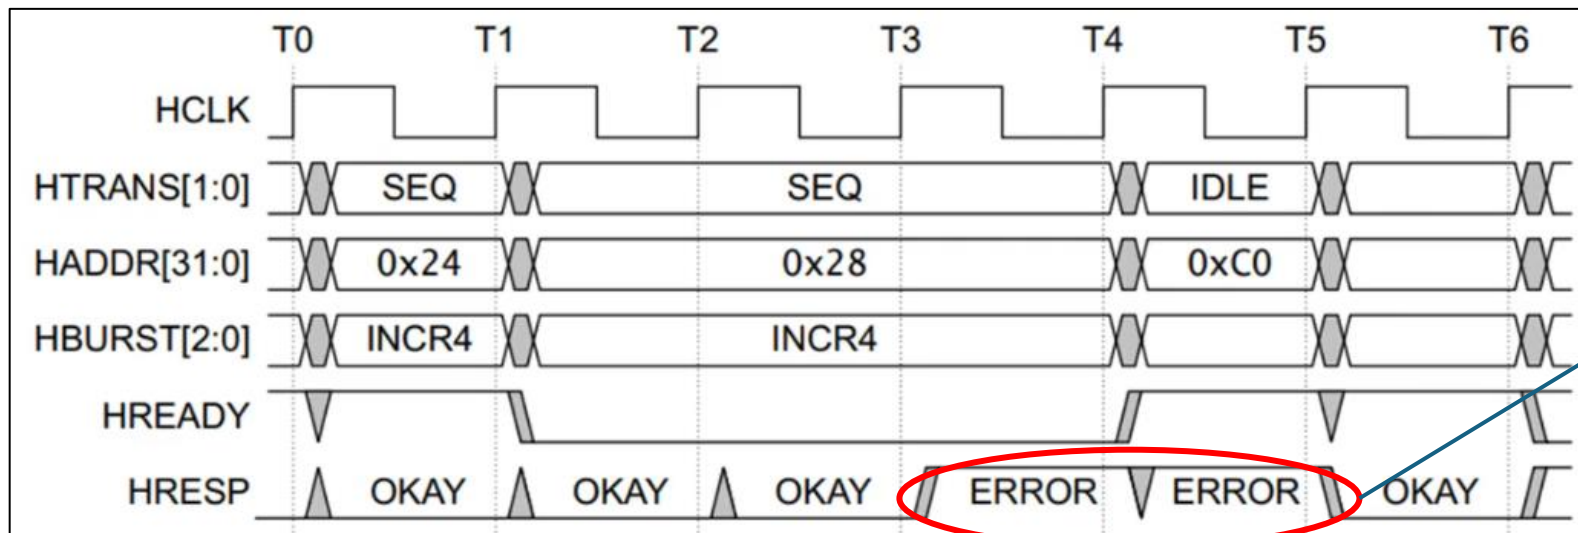 T0 T1 T2 T3 T4 T5 T6
HCLK
HTRANS[1:0] SEQ SEQ IDLE
HADDR[31:0] 0x24 0x28 0xC0
HBURST[2:0] INCR4 INCR4
HREADY
HRESP OKAY OKAY OKAY ERROR ERROR OKAY